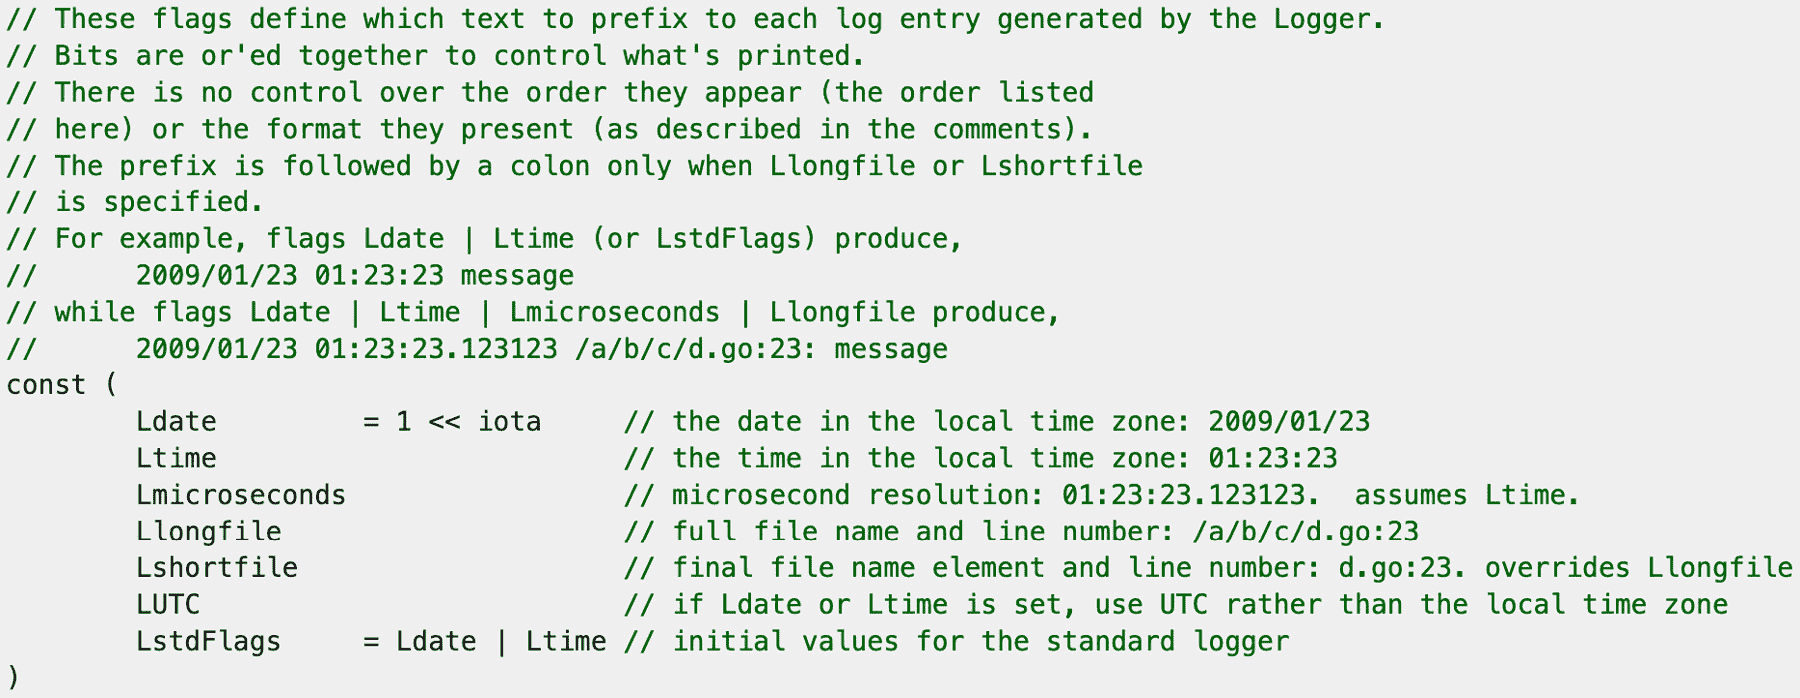 // These flags define which text to prefix to each log entry generated by the Logger.
// Bits are or'ed together to control what's printed.
// There is no control over the order they appear (the order listed
// here) or the format they present (as described in the comments).
// The prefix is followed by a colon only when Llongfile or Lshortfile
// is specified.
// For example, flags Ldate | Ltime (or LstdFlags) produce,
//      2009/01/23 01:23:23 message
// while flags Ldate | Ltime | Lmicroseconds | Llongfile produce,
//      2009/01/23 01:23:23.123123 /a/b/c/d.go:23: message
const (
        Ldate         = 1 << iota     // the date in the local time zone: 2009/01/23
        Ltime                         // the time in the local time zone: 01:23:23
        Lmicroseconds                 // microsecond resolution: 01:23:23.123123.  assumes Ltime.
        Llongfile                     // full file name and line number: /a/b/c/d.go:23
        Lshortfile                    // final file name element and line number: d.go:23. overrides Llongfile
        LUTC                          // if Ldate or Ltime is set, use UTC rather than the local time zone
        LstdFlags     = Ldate | Ltime // initial values for the standard logger
)